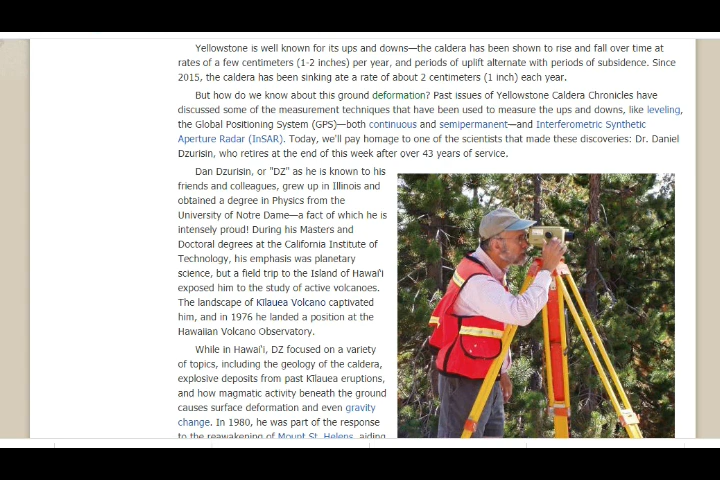 Yellowstone is well known for its ups and downs—the caldera has been shown to rise and fall over time at
rates of a few centimeters (1-2 inches) per year, and periods of uplift alternate with periods of subsidence. Since
2015, the caldera has been sinking ate a rate of about 2 centimeters (1 inch) each year.
But how do we know about this ground deformation? Past issues of Yellowstone Caldera Chronicles have
discussed some of the measurement techniques that have been used to measure the ups and downs, like leveling,
the Global Positioning System (GPS)—both continuous and semipermanent—and Interferometric Synthetic
Aperture Radar (InSAR). Today, we'll pay homage to one of the scientists that made these discoveries: Dr. Daniel
Dzurisin, who retires at the end of this week after over 43 years of service.
Dan Dzurisin, or "DZ" as he is known to his
friends and colleagues, grew up in Illinois and
obtained a degree in Physics from the
University of Notre Dame—a fact of which he is
intensely proud! During his Masters and
Doctoral degrees at the California Institute of
Technology, his emphasis was planetary
science, but a field trip to the Island of Hawaiʻi
exposed him to the study of active volcanoes.
The landscape of Kīlauea Volcano captivated
him, and in 1976 he landed a position at the
Hawaiian Volcano Observatory.
While in Hawaiʻi, DZ focused on a variety
of topics, including the geology of the caldera,
explosive deposits from past Kīlauea eruptions,
and how magmatic activity beneath the ground
causes surface deformation and even gravity
change. In 1980, he was part of the response
to the reawakening of Mount St. Helens, aiding